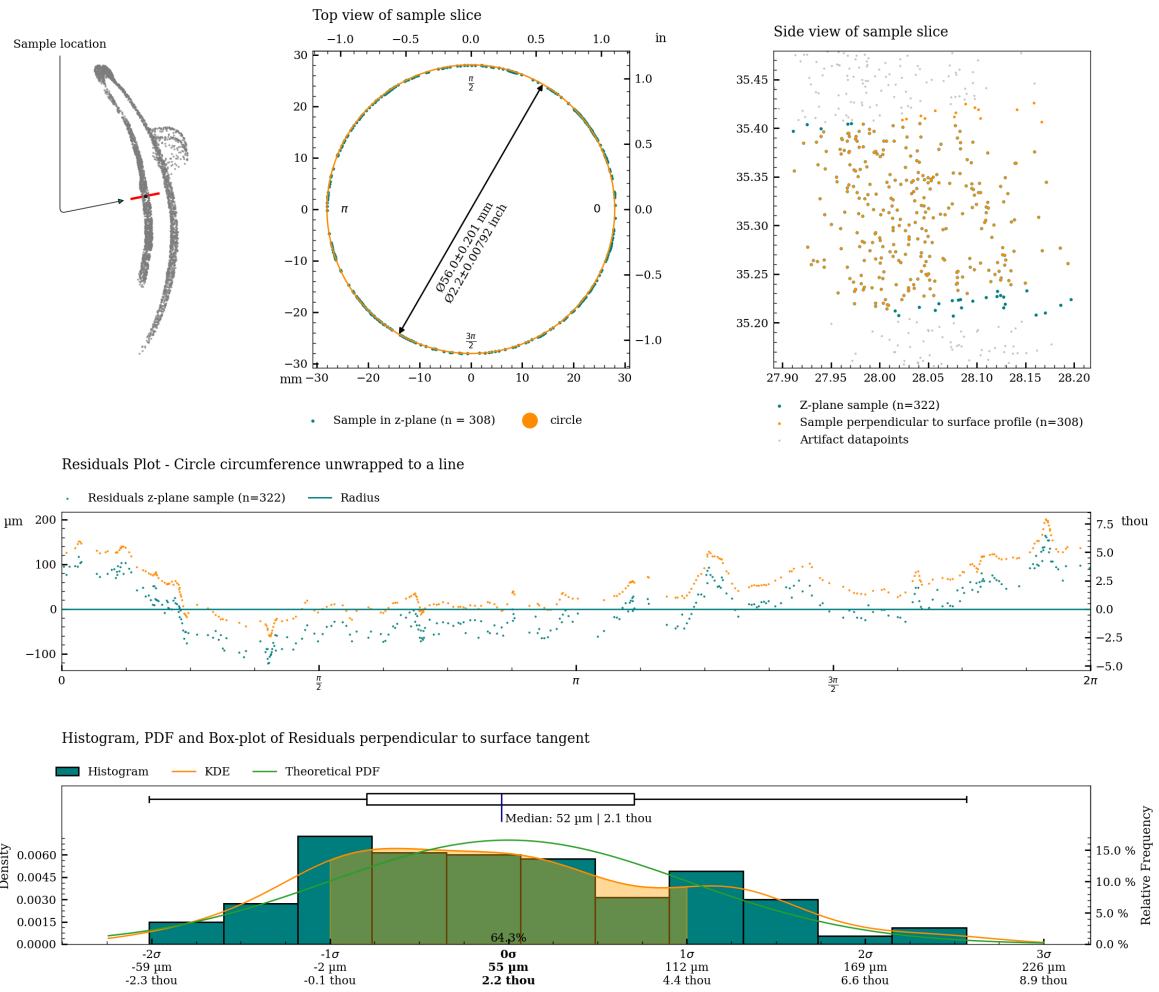 Top view of sample slice
Sample location
−1.0 −0.5 0.0 0.5 1.0 in
30
20
10
0
−10
−20
−30
1.0
0.5
0.0
−0.5
−1.0
π/2
π
0
3π/2
Ø56.0±0.201 mm
Ø2.2±0.00792 inch
mm −30 −20 −10 0 10 20 30
Sample in z-plane (n = 308) circle
Side view of sample slice
35.45
35.40
35.35
35.30
35.25
35.20
27.90 27.95 28.00 28.05 28.10 28.15 28.20
Z-plane sample (n=322)
Sample perpendicular to surface profile (n=308)
Artifact datapoints
Residuals Plot - Circle circumference unwrapped to a line
Residuals z-plane sample (n=322) Radius
µm 200
100
0
−100
7.5 thou
5.0
2.5
0.0
−2.5
−5.0
0 π/2 π 3π/2 2π
Histogram, PDF and Box-plot of Residuals perpendicular to surface tangent
Histogram KDE Theoretical PDF
Median: 52 µm | 2.1 thou
Density
0.0060
0.0045
0.0030
0.0015
0.0000
15.0 %
10.0 %
5.0 %
0.0 %
Relative Frequency
64.3%
-2σ -1σ 0σ 1σ 2σ 3σ
-59 µm -2 µm 55 µm 112 µm 169 µm 226 µm
-2.3 thou -0.1 thou 2.2 thou 4.4 thou 6.6 thou 8.9 thou